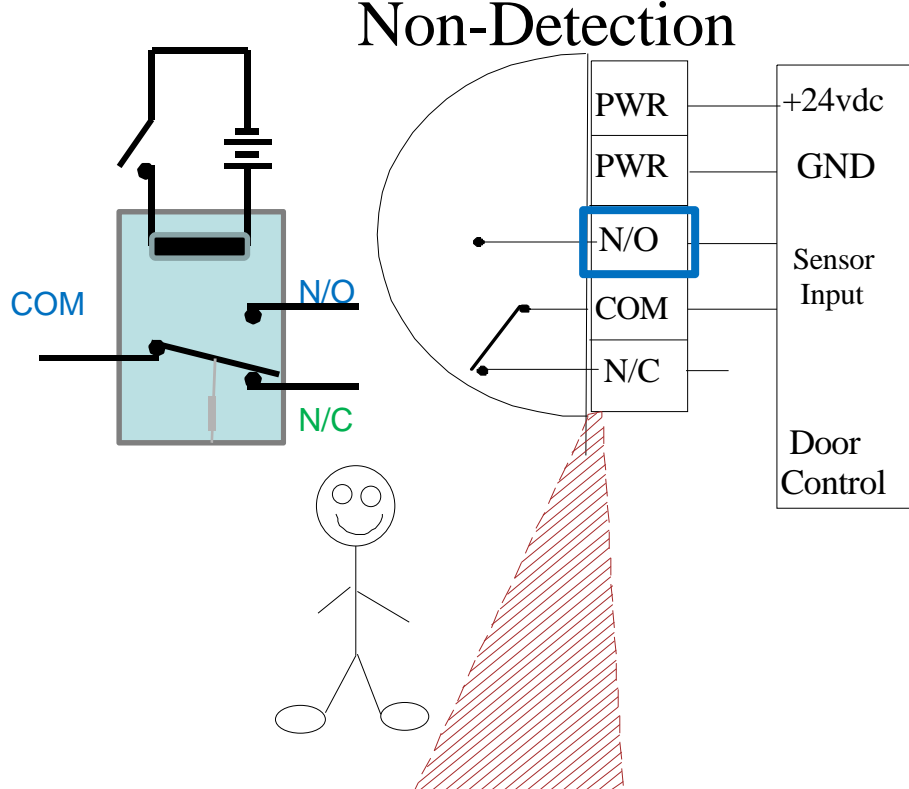 Non-Detection
COM
N/O
N/C
PWR
PWR
N/O
COM
N/C
+24vdc
GND
Sensor
Input
Door
Control